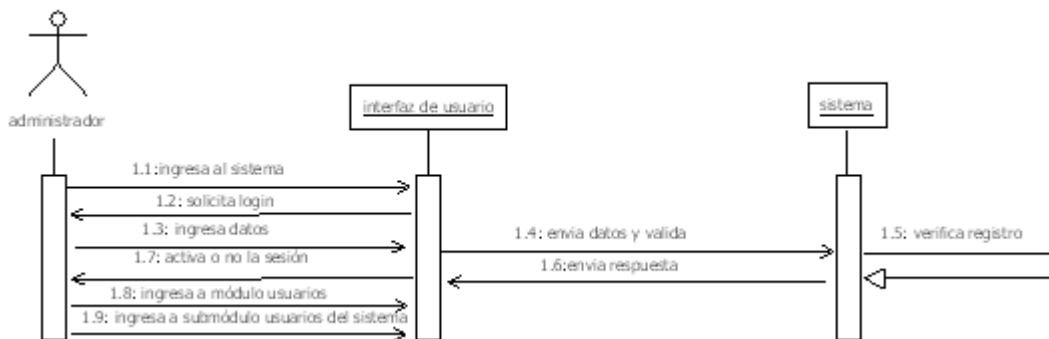 administrador
interfaz de usuario
sistema
1.1:ingresa al sistema
1.2: solicita login
1.3: ingresa datos
1.4: envia datos y valida
1.5: verifica registro
1.6:envia respuesta
1.7: activa o no la sesión
1.8: ingresa a módulo usuarios
1.9: ingresa a submódulo usuarios del sistema